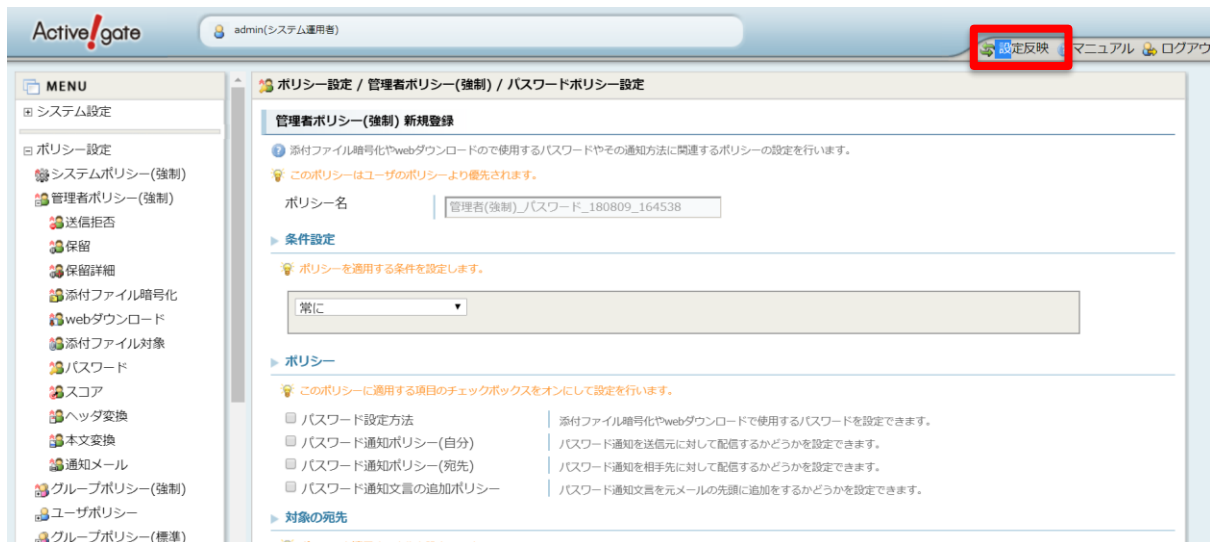 Active!gate
admin(システム運用者)
設定反映 マニュアル ログアウ
MENU
システム設定
ポリシー設定
システムポリシー(強制)
管理者ポリシー(強制)
送信拒否
保留
保留詳細
添付ファイル暗号化
webダウンロード
添付ファイル対象
パスワード
スコア
ヘッダ変換
本文変換
通知メール
グループポリシー(強制)
ユーザポリシー
グループポリシー(標準)
ポリシー設定 / 管理者ポリシー(強制) / パスワードポリシー設定
管理者ポリシー(強制) 新規登録
添付ファイル暗号化やwebダウンロードので使用するパスワードやその通知方法に関連するポリシーの設定を行います。
このポリシーはユーザのポリシーより優先されます。
ポリシー名 管理者(強制)_パスワード_180809_164538
条件設定
ポリシーを適用する条件を設定します。
常に
ポリシー
このポリシーに適用する項目のチェックボックスをオンにして設定を行います。
パスワード設定方法 添付ファイル暗号化やwebダウンロードで使用するパスワードを設定できます。
パスワード通知ポリシー(自分) パスワード通知を送信元に対して配信するかどうかを設定できます。
パスワード通知ポリシー(宛先) パスワード通知を相手先に対して配信するかどうかを設定できます。
パスワード通知文言の追加ポリシー パスワード通知文言を元メールの先頭に追加をするかどうかを設定できます。
対象の宛先